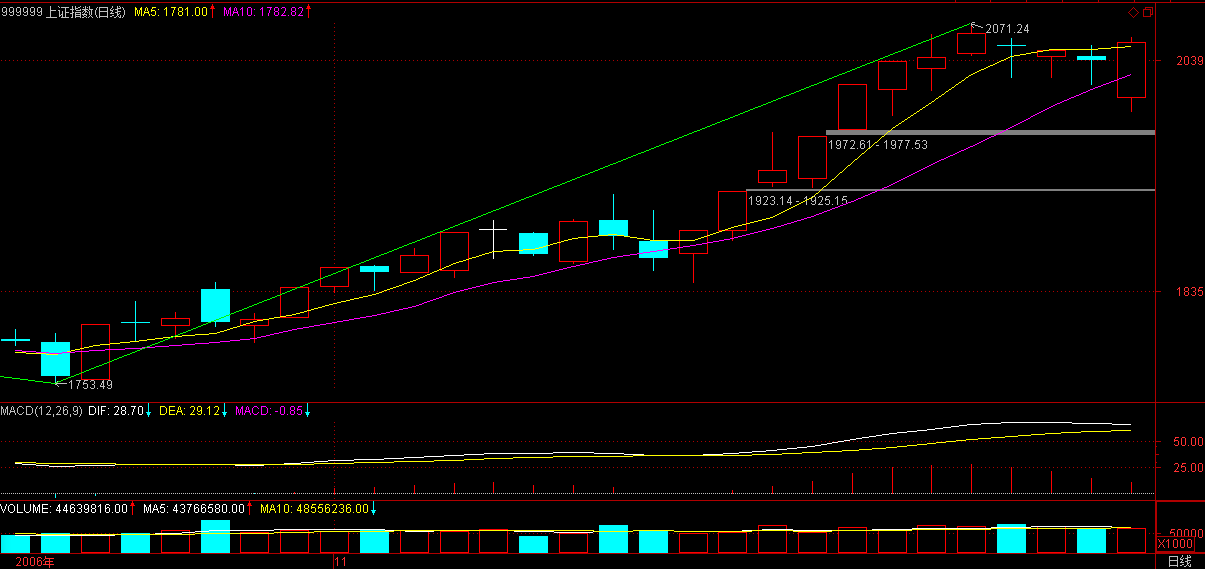 999999 上证指数(日线) MA5: 1781.00↑ MA10: 1782.82↑
2071.24
2039
1972.61 - 1977.53
1923.14 - 1925.15
1835
1753.49
MACD(12,26,9) DIF: 28.70↓ DEA: 29.12↓ MACD: -0.85↓
50.00
25.00
VOLUME: 44639816.00↑ MA5: 43766580.00↑ MA10: 48556236.00↓
50000
X1000
2006年 11 日线